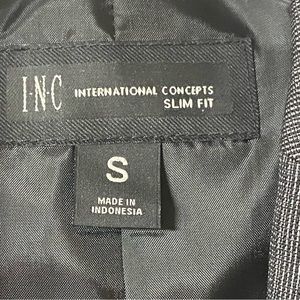 I·N·C INTERNATIONAL CONCEPTS
SLIM FIT
S
MADE IN
INDONESIA